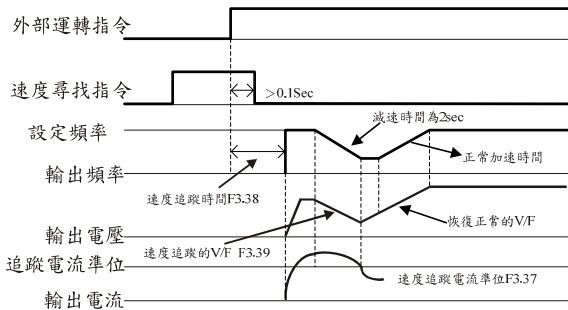 外部運轉指令
速度尋找指令
>0.1Sec
減速時間為2sec
設定頻率
正常加速時間
輸出頻率
速度追蹤時間F3.38
恢復正常的V/F
輸出電壓
速度追蹤的V/F F3.39
追蹤電流準位
速度追蹤電流準位F3.37
輸出電流